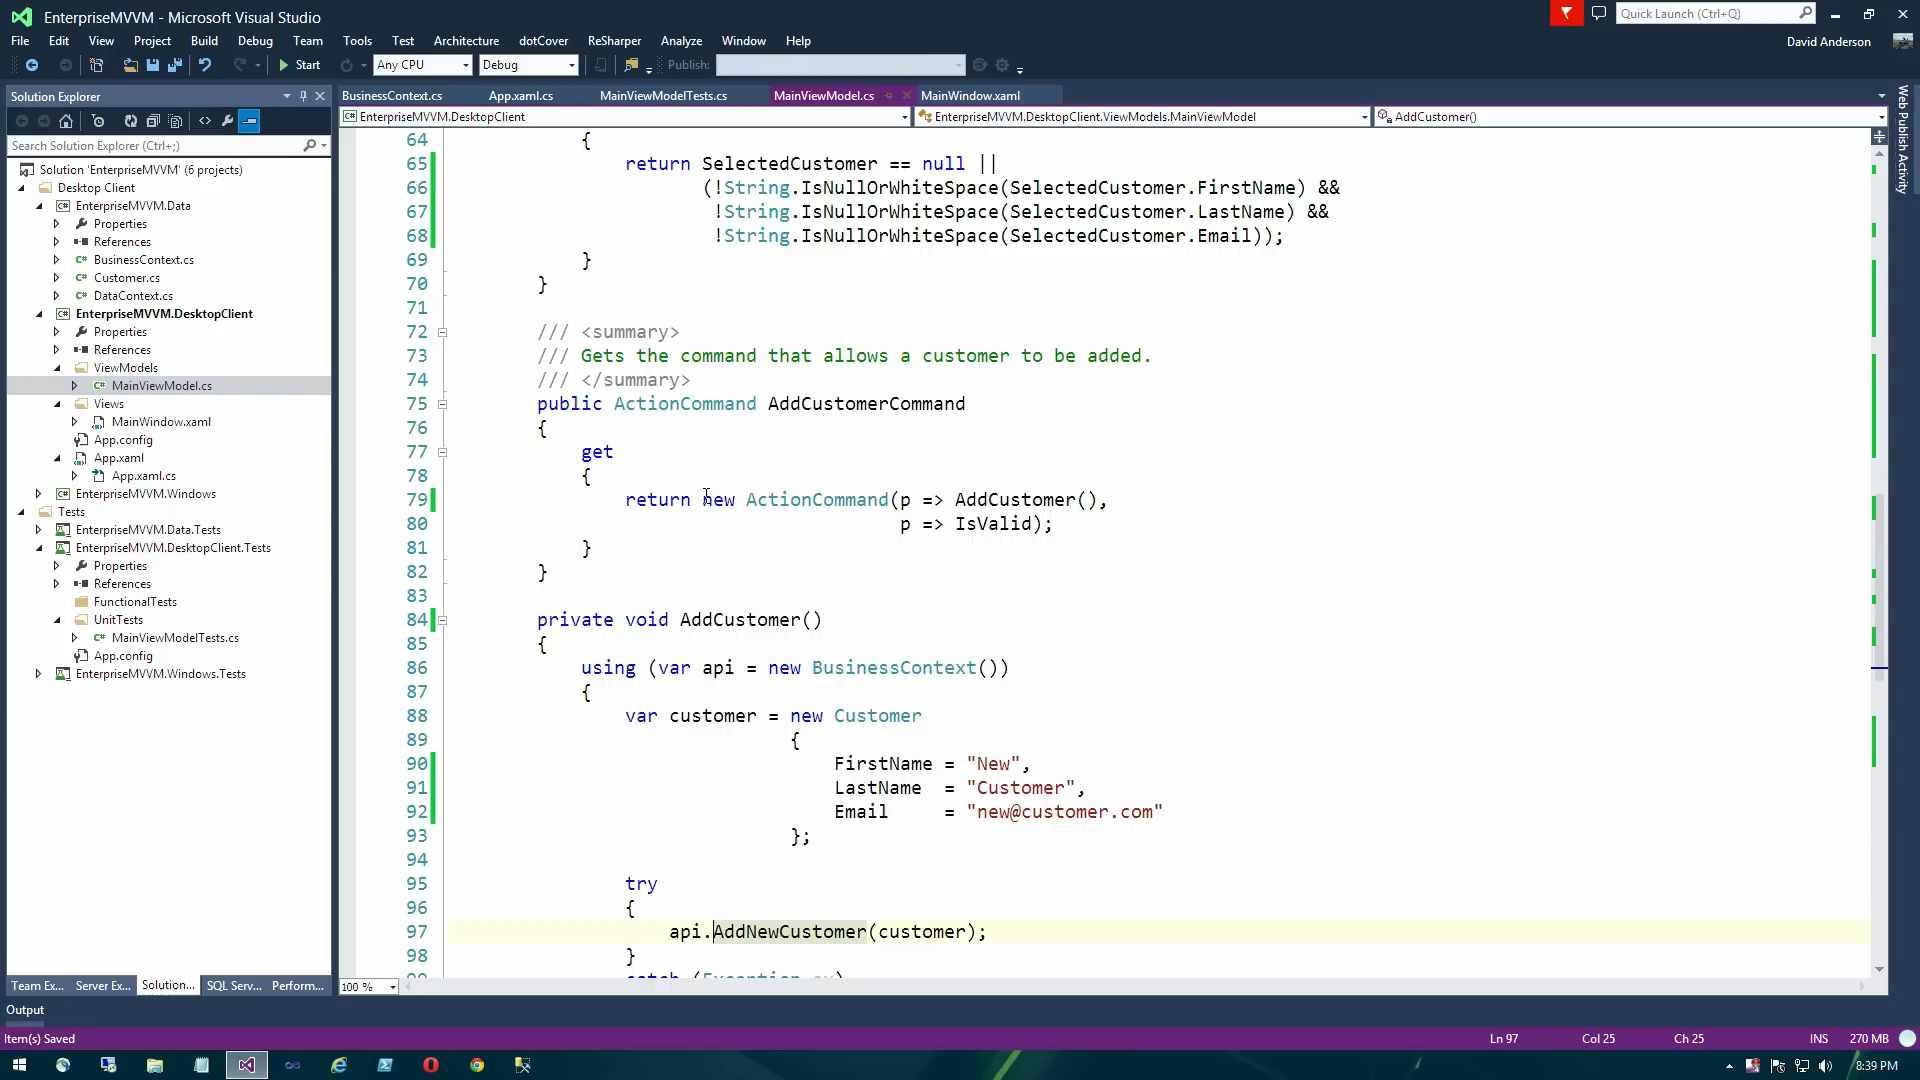 EnterpriseMVVM - Microsoft Visual Studio
Quick Launch (Ctrl+Q)
File Edit View Project Build Debug Team Tools Test Architecture dotCover ReSharper Analyze Window Help
David Anderson
Start Any CPU Debug Publish:
Solution Explorer
BusinessContext.cs App.xaml.cs MainViewModelTests.cs MainViewModel.cs MainWindow.xaml
EnterpriseMVVM.DesktopClient EnterpriseMVVM.DesktopClient.ViewModels.MainViewModel AddCustomer()
Web Publish Activity
Search Solution Explorer (Ctrl+;)
Solution 'EnterpriseMVVM' (6 projects)
Desktop Client
EnterpriseMVVM.Data
Properties
References
BusinessContext.cs
Customer.cs
DataContext.cs
EnterpriseMVVM.DesktopClient
Properties
References
ViewModels
MainViewModel.cs
Views
MainWindow.xaml
App.config
App.xaml
App.xaml.cs
EnterpriseMVVM.Windows
Tests
EnterpriseMVVM.Data.Tests
EnterpriseMVVM.DesktopClient.Tests
Properties
References
FunctionalTests
UnitTests
MainViewModelTests.cs
App.config
EnterpriseMVVM.Windows.Tests
64 {
65 return SelectedCustomer == null ||
66 (!String.IsNullOrWhiteSpace(SelectedCustomer.FirstName) &&
67 !String.IsNullOrWhiteSpace(SelectedCustomer.LastName) &&
68 !String.IsNullOrWhiteSpace(SelectedCustomer.Email));
69 }
70 }
71
72 /// <summary>
73 /// Gets the command that allows a customer to be added.
74 /// </summary>
75 public ActionCommand AddCustomerCommand
76 {
77 get
78 {
79 return new ActionCommand(p => AddCustomer(),
80 p => IsValid);
81 }
82 }
83
84 private void AddCustomer()
85 {
86 using (var api = new BusinessContext())
87 {
88 var customer = new Customer
89 {
90 FirstName = "New",
91 LastName = "Customer",
92 Email = "new@customer.com"
93 };
94
95 try
96 {
97 api.AddNewCustomer(customer);
98 }
99 catch (Exception ex)
Team Ex... Server Ex... Solution... SQL Serv... Perform...
100 %
Output
Item(s) Saved Ln 97 Col 25 Ch 25 INS 270 MB
8:39 PM